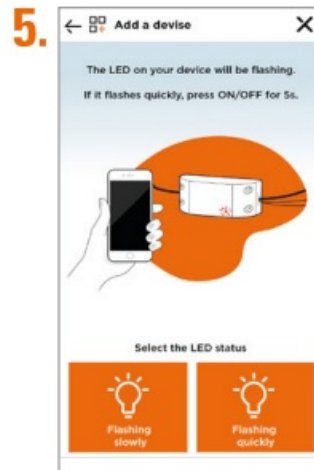 5.
Add a devise
The LED on your device will be flashing.
If it flashes quickly, press ON/OFF for 5s.
Select the LED status
Flashing
slowly
Flashing
quickly